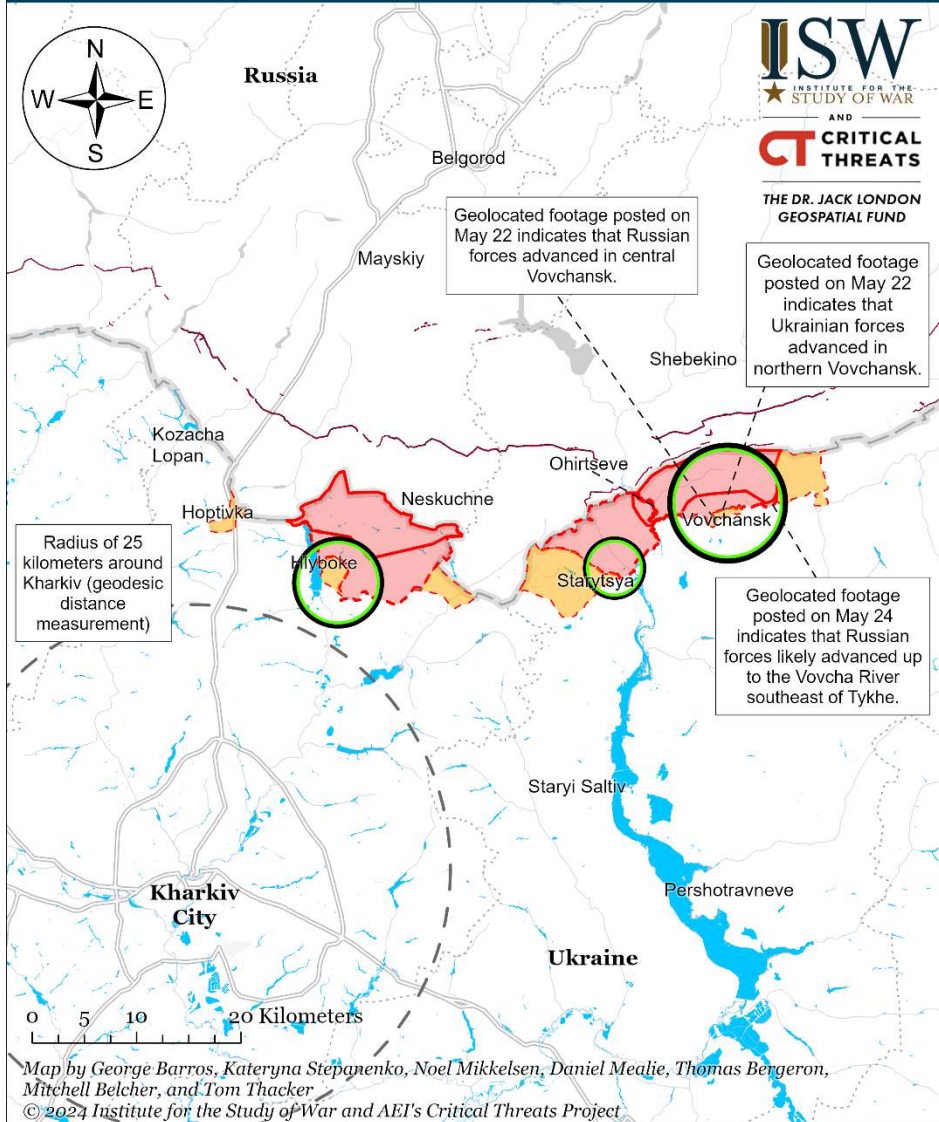 N
W
E
S
Russia
ISW
INSTITUTE FOR THE
STUDY OF WAR
AND
CT CRITICAL
THREATS
THE DR. JACK LONDON
GEOSPATIAL FUND
Belgorod
Geolocated footage posted on
May 22 indicates that Russian
forces advanced in central
Vovchansk.
Mayskiy
Geolocated footage
posted on May 22
indicates that
Ukrainian forces
advanced in
northern Vovchansk.
Shebekino
Kozacha
Lopan
Ohirtseve
Neskuchne
Hoptivka
Vovchansk
Radius of 25
kilometers around
Kharkiv (geodesic
distance
measurement)
Hlyboke
Starytsya
Geolocated footage
posted on May 24
indicates that Russian
forces likely advanced up
to the Vovcha River
southeast of Tykhe.
Staryi Saltiv
Pershotravneve
Kharkiv
City
Ukraine
0 5 10 20 Kilometers
Map by George Barros, Kateryna Stepanenko, Noel Mikkelsen, Daniel Mealie, Thomas Bergeron,
Mitchell Belcher, and Tom Thacker
© 2024 Institute for the Study of War and AEI's Critical Threats Project